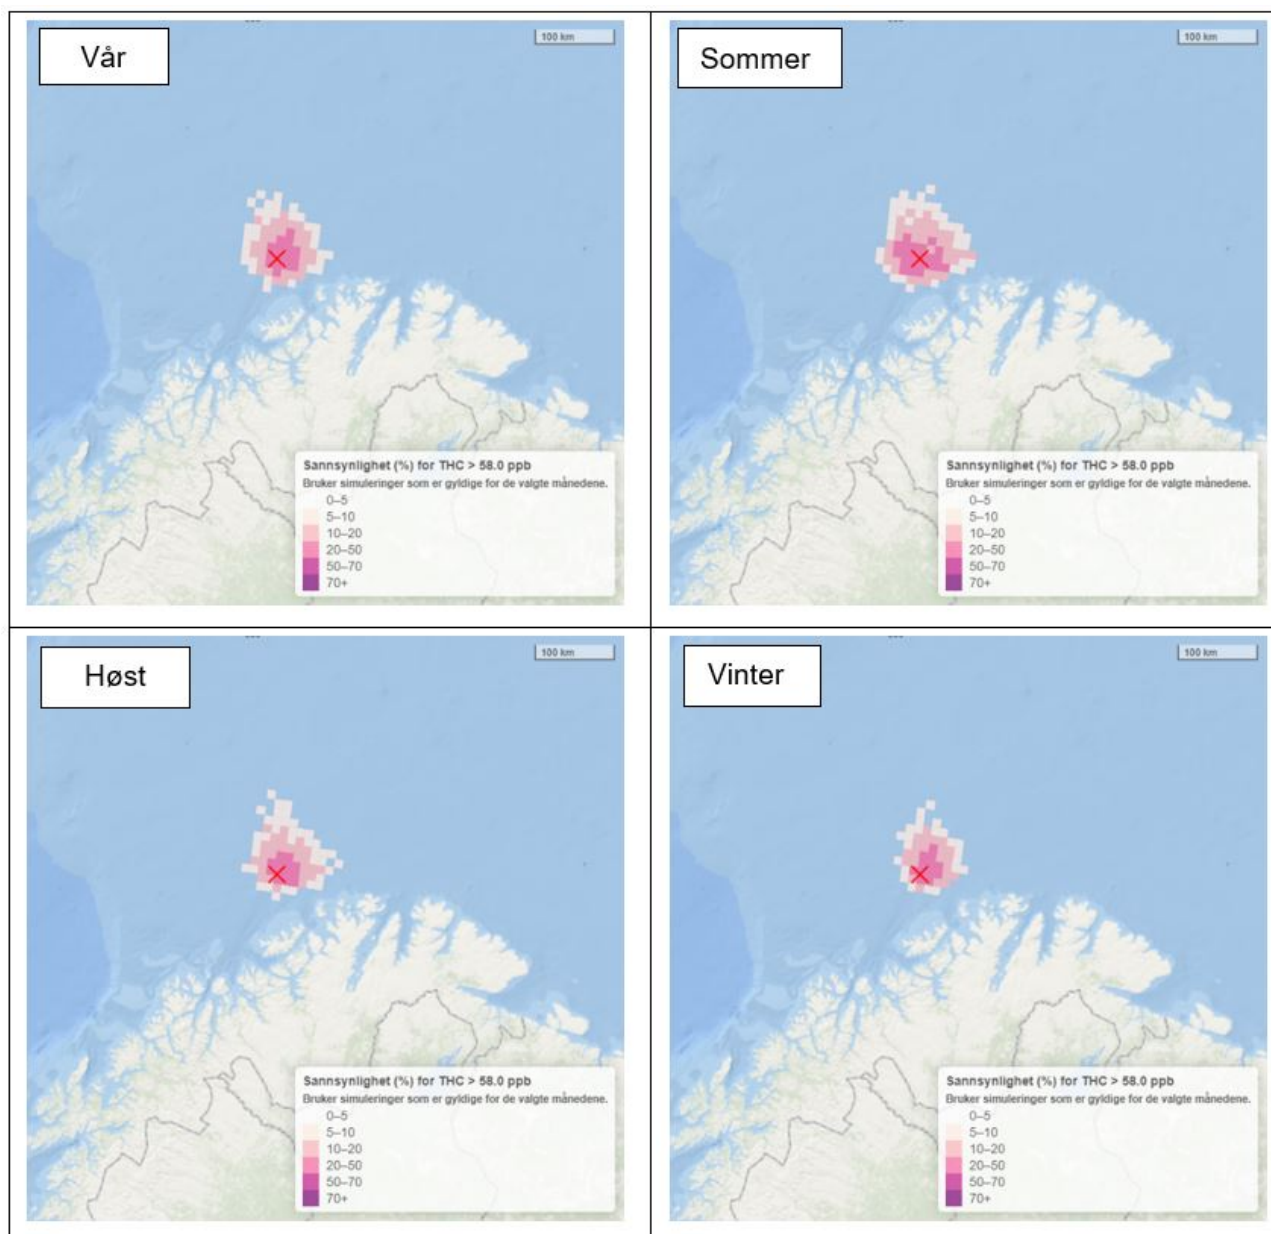 Vår
100 km
Sannsynlighet (%) for THC > 58.0 ppb
Bruker simuleringer som er gyldige for de valgte månedene.
0–5
5–10
10–20
20–50
50–70
70+
Sommer
100 km
Sannsynlighet (%) for THC > 58.0 ppb
Bruker simuleringer som er gyldige for de valgte månedene.
0–5
5–10
10–20
20–50
50–70
70+
Høst
100 km
Sannsynlighet (%) for THC > 58.0 ppb
Bruker simuleringer som er gyldige for de valgte månedene.
0–5
5–10
10–20
20–50
50–70
70+
Vinter
100 km
Sannsynlighet (%) for THC > 58.0 ppb
Bruker simuleringer som er gyldige for de valgte månedene.
0–5
5–10
10–20
20–50
50–70
70+